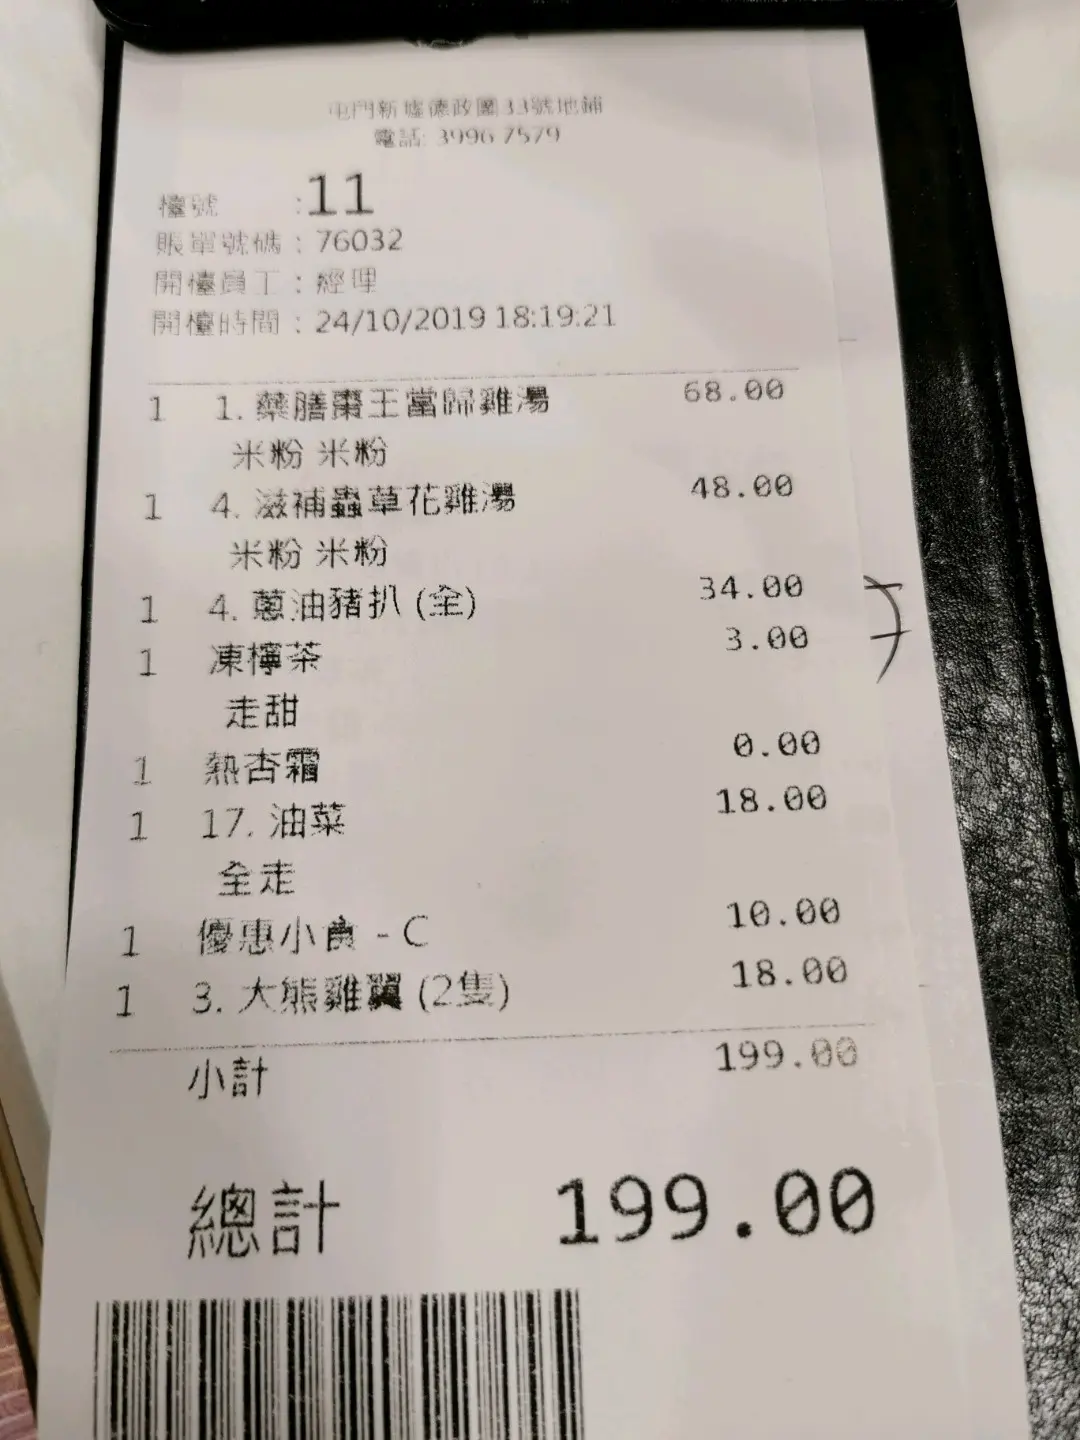 屯門新墟德政圍33號地鋪
電話: 3996 7579
檯號 :11
賬單號碼 : 76032
開檯員工 : 經理
開檯時間 : 24/10/2019 18:19:21
1 1. 藥膳棗王當歸雞湯 68.00
米粉 米粉
1 4. 滋補蟲草花雞湯 48.00
米粉 米粉
1 4. 蔥油豬扒 (全) 34.00
1 凍檸茶 3.00
走甜
1 熱杏霜 0.00
1 17. 油菜 18.00
全走
1 優惠小食 - C 10.00
1 3. 大熊雞翼 (2隻) 18.00
小計 199.00
總計 199.00